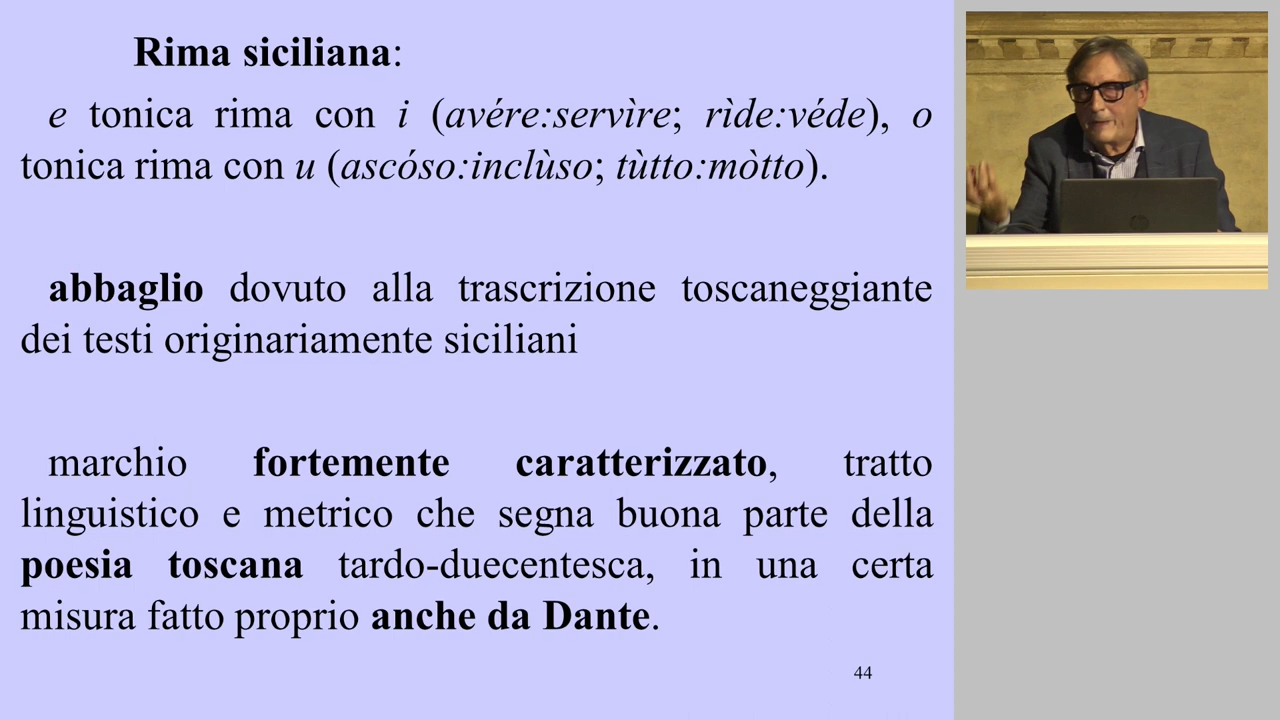 Rima siciliana:
e tonica rima con i (avére:servìre; rìde:véde), o
tonica rima con u (ascóso:inclùso; tùtto:mòtto).
abbaglio dovuto alla trascrizione toscaneggiante
dei testi originariamente siciliani
marchio fortemente caratterizzato, tratto
linguistico e metrico che segna buona parte della
poesia toscana tardo-duecentesca, in una certa
misura fatto proprio anche da Dante.
44